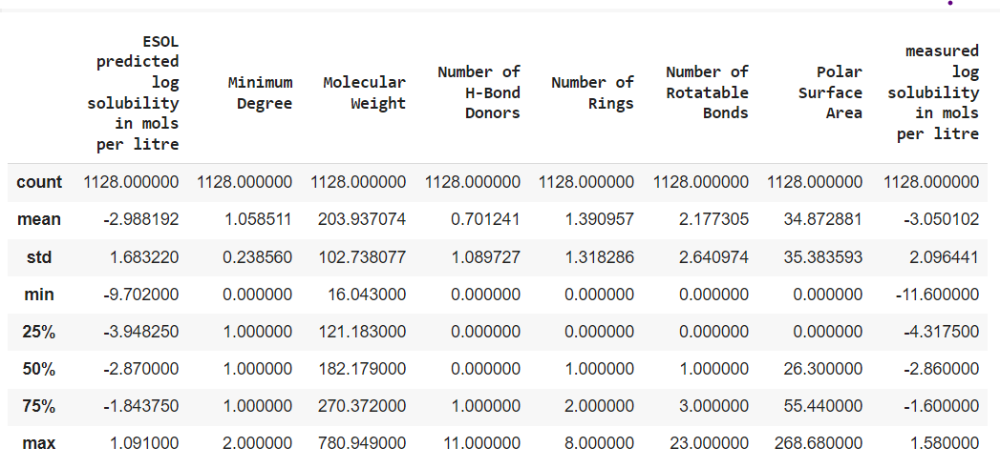 ESOL predicted log solubility in mols per litre Minimum Degree Molecular Weight Number of H-Bond Donors Number of Rings Number of Rotatable Bonds Polar Surface Area measured log solubility in mols per litre
count 1128.000000 1128.000000 1128.000000 1128.000000 1128.000000 1128.000000 1128.000000 1128.000000
mean -2.988192 1.058511 203.937074 0.701241 1.390957 2.177305 34.872881 -3.050102
std 1.683220 0.238560 102.738077 1.089727 1.318286 2.640974 35.383593 2.096441
min -9.702000 0.000000 16.043000 0.000000 0.000000 0.000000 0.000000 -11.600000
25% -3.948250 1.000000 121.183000 0.000000 0.000000 0.000000 0.000000 -4.317500
50% -2.870000 1.000000 182.179000 0.000000 1.000000 1.000000 26.300000 -2.860000
75% -1.843750 1.000000 270.372000 1.000000 2.000000 3.000000 55.440000 -1.600000
max 1.091000 2.000000 780.949000 11.000000 8.000000 23.000000 268.680000 1.580000